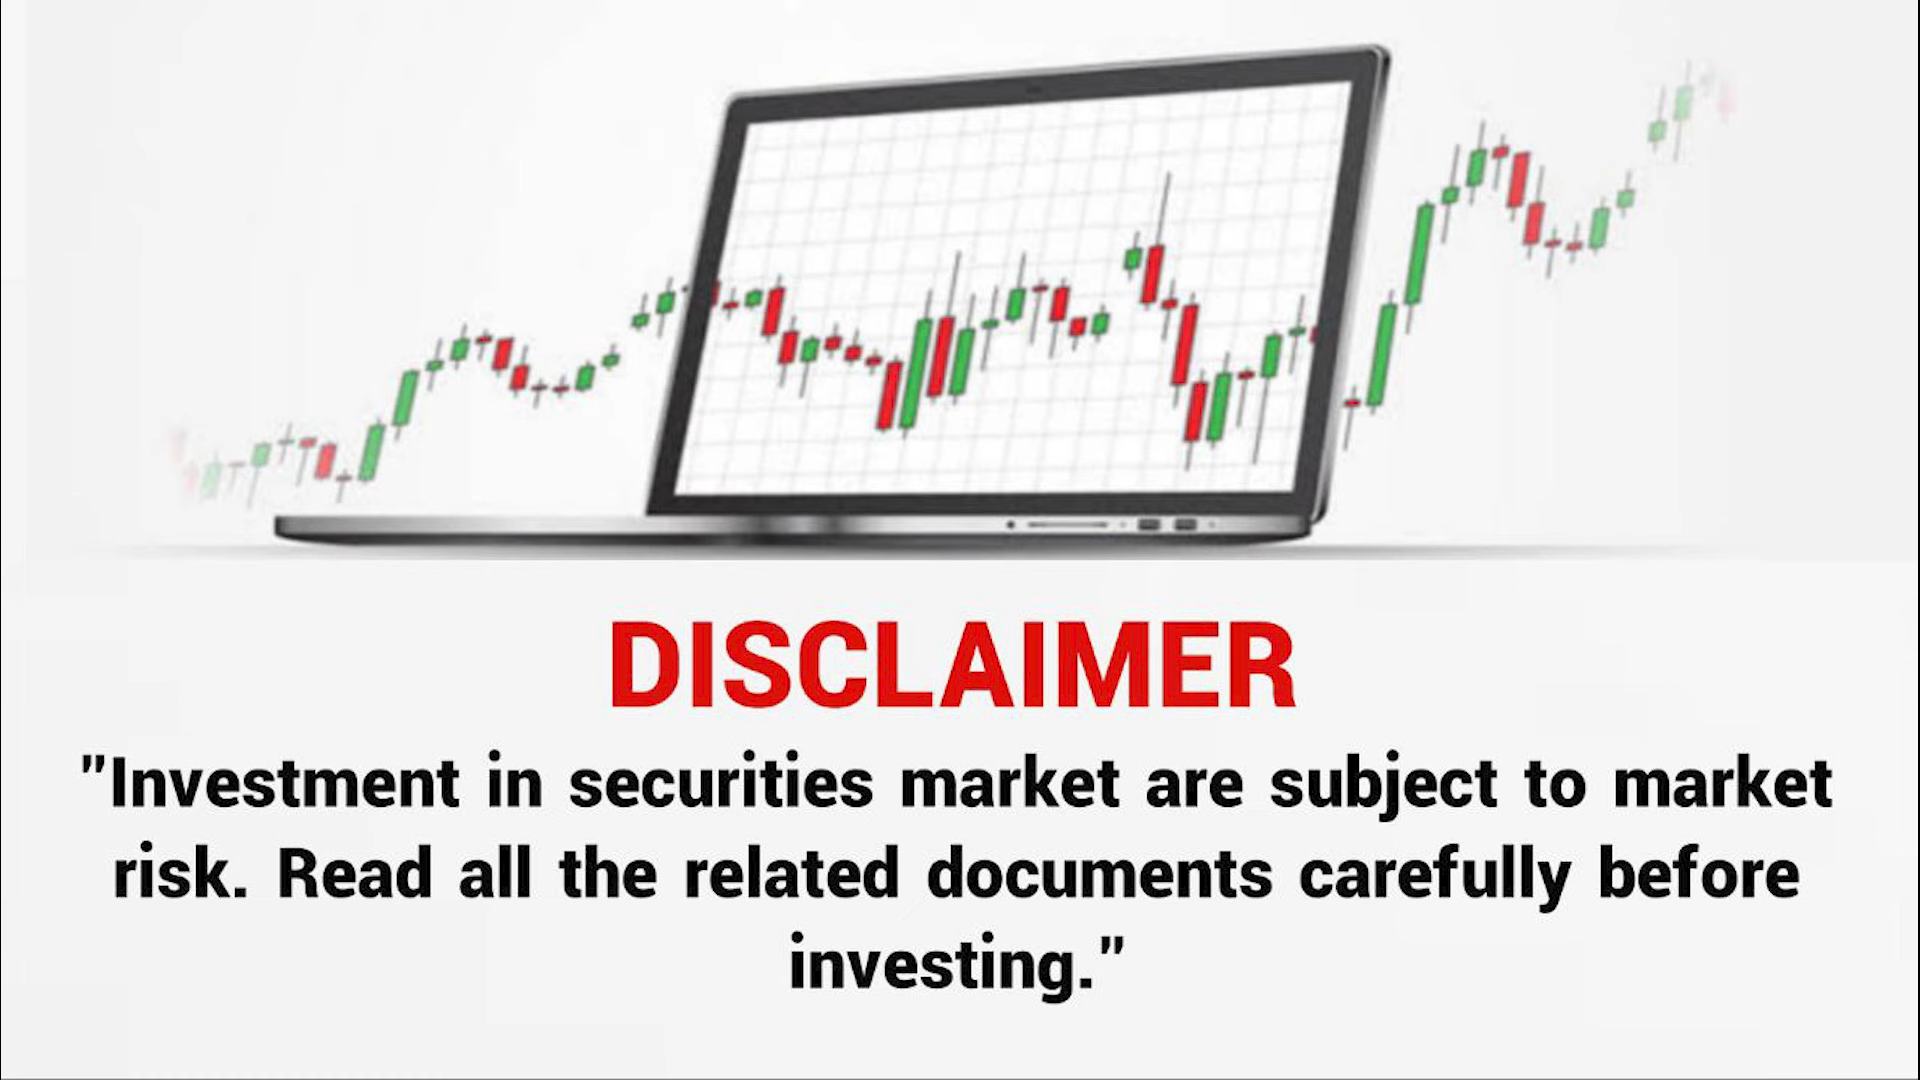 DISCLAIMER
"Investment in securities market are subject to market
risk. Read all the related documents carefully before
investing."